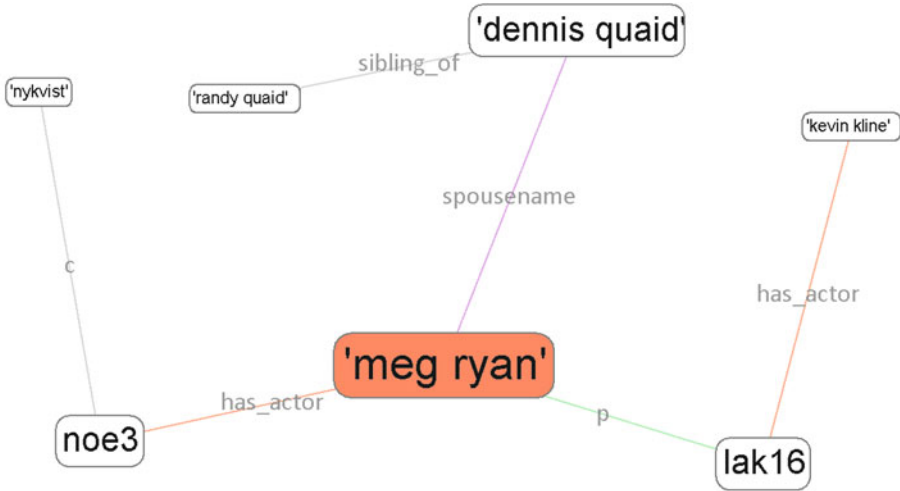 'dennis quaid'
sibling_of
'nykvist'
'randy quaid'
'kevin kline'
spousename
c
has_actor
'meg ryan'
has_actor
p
noe3
lak16